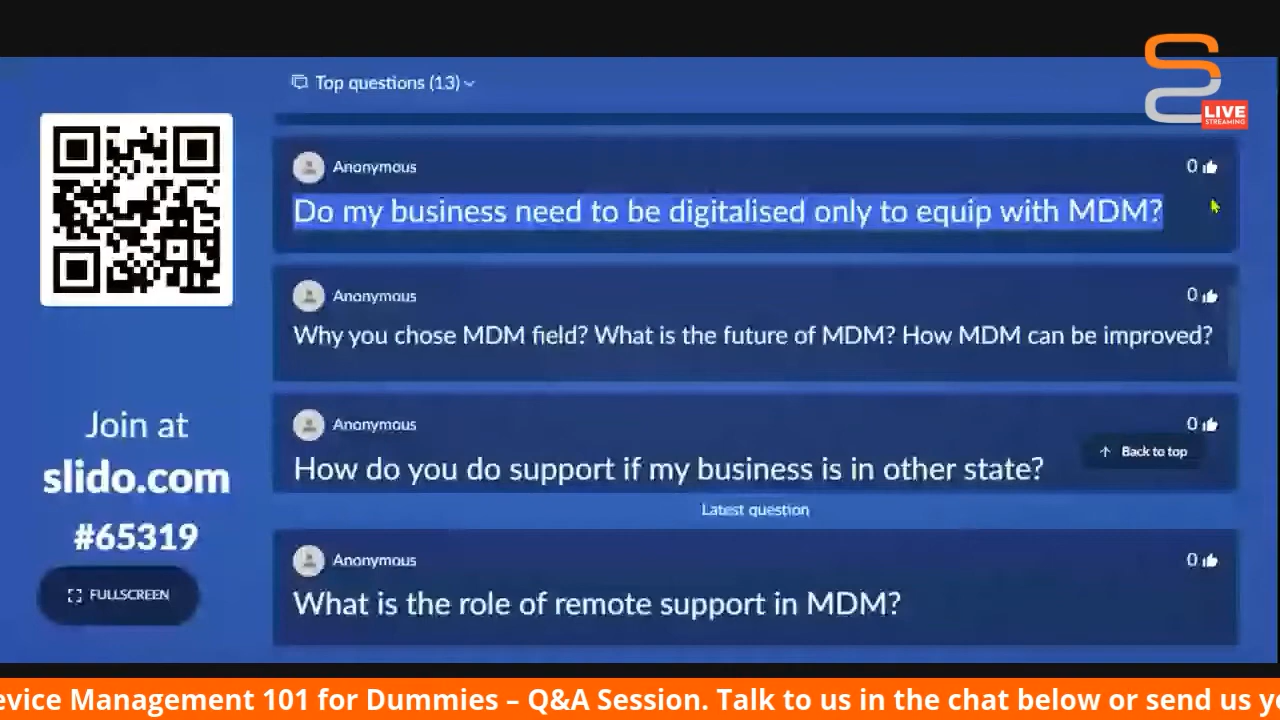 Top questions (13)
LIVE
STREAMING
Anonymous
0
Do my business need to be digitalised only to equip with MDM?
Anonymous
0
Why you chose MDM field? What is the future of MDM? How MDM can be improved?
Anonymous
0
How do you do support if my business is in other state?
Back to top
Latest question
Anonymous
0
What is the role of remote support in MDM?
Join at
slido.com
#65319
FULLSCREEN
evice Management 101 for Dummies – Q&A Session. Talk to us in the chat below or send us yo